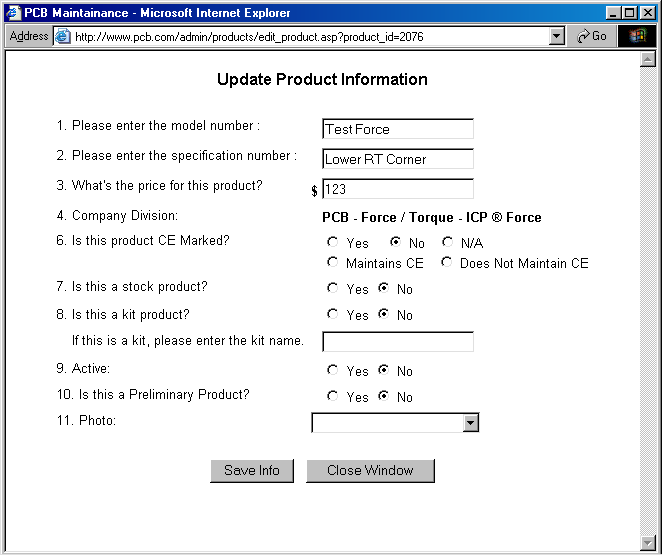 PCB Maintainance - Microsoft Internet Explorer
Address http://www.pcb.com/admin/products/edit_product.asp?product_id=2076 Go
Update Product Information
1. Please enter the model number : Test Force
2. Please enter the specification number : Lower RT Corner
3. What's the price for this product? $ 123
4. Company Division: PCB - Force / Torque - ICP ® Force
6. Is this product CE Marked? Yes No N/A
Maintains CE Does Not Maintain CE
7. Is this a stock product? Yes No
8. Is this a kit product? Yes No
If this is a kit, please enter the kit name.
9. Active: Yes No
10. Is this a Preliminary Product? Yes No
11. Photo:
Save Info Close Window